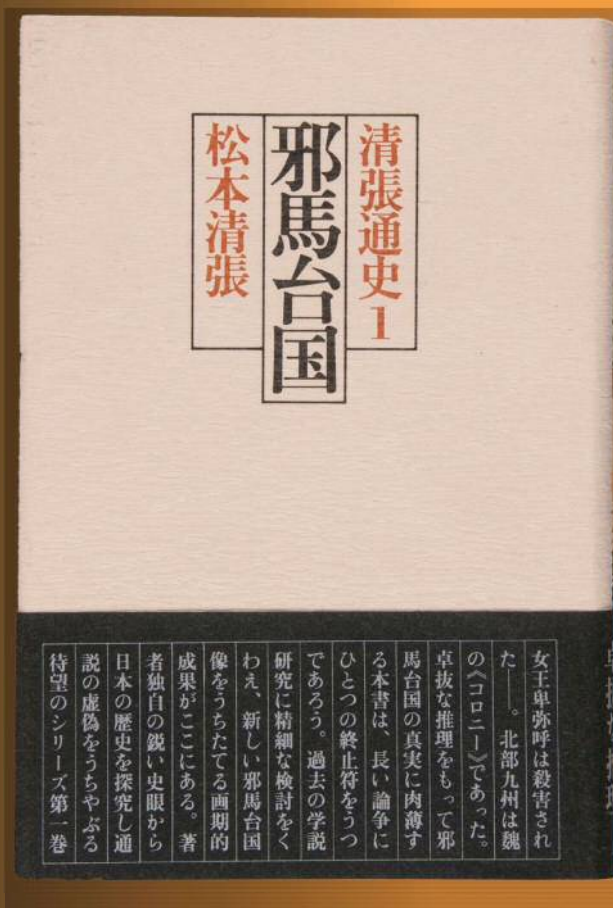 清張通史1
邪馬台国
松本清張
女王卑弥呼は殺害され
た――。北部九州は魏
の《コロニー》であった。
卓抜な推理をもって邪
馬台国の真実に肉薄す
る本書は、長い論争に
ひとつの終止符をうつ
であろう。過去の学説
研究に精細な検討をく
わえ、新しい邪馬台国
像をうちたてる画期的
成果がここにある。著
者独自の鋭い史眼から
日本の歴史を探究し通
説の虚偽をうちやぶる
待望のシリーズ第一巻